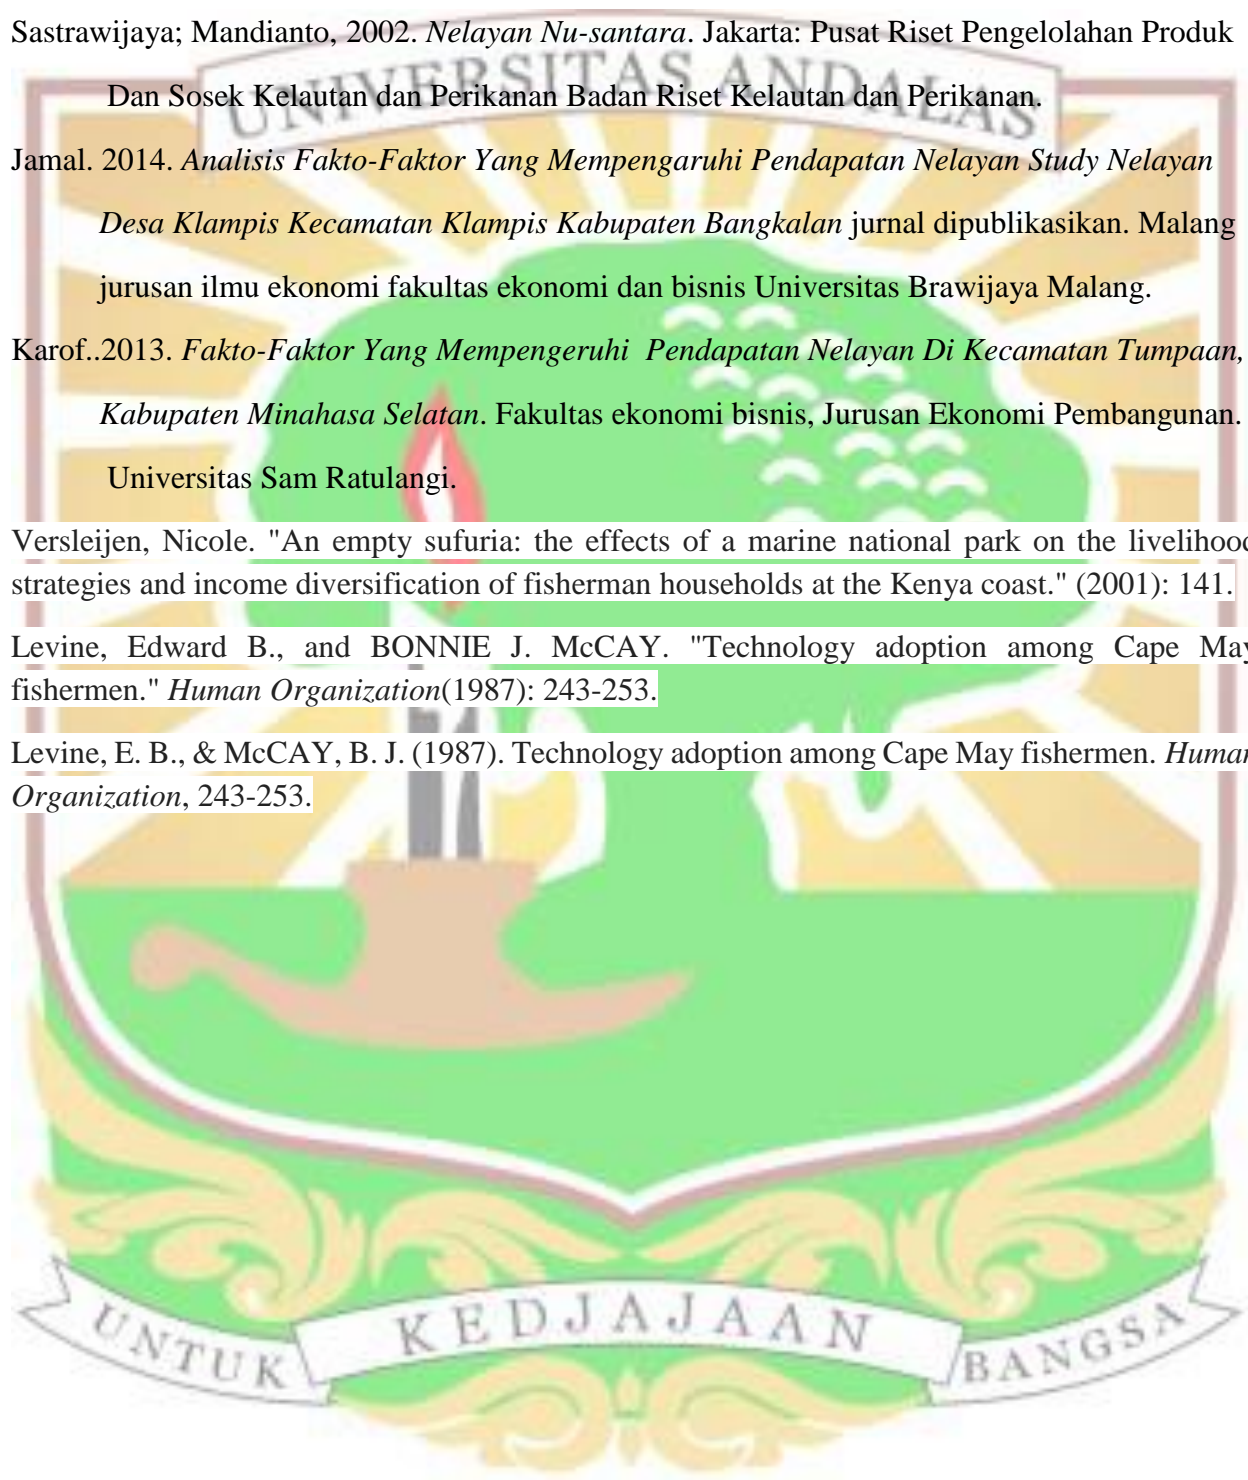 Sastrawijaya; Mandianto, 2002. Nelayan Nu-santara. Jakarta: Pusat Riset Pengelolahan Produk
UNIVERSITAS ANDALAS
Dan Sosek Kelautan dan Perikanan Badan Riset Kelautan dan Perikanan.
Jamal. 2014. Analisis Fakto-Faktor Yang Mempengaruhi Pendapatan Nelayan Study Nelayan
Desa Klampis Kecamatan Klampis Kabupaten Bangkalan jurnal dipublikasikan. Malang
jurusan ilmu ekonomi fakultas ekonomi dan bisnis Universitas Brawijaya Malang.
Karof..2013. Fakto-Faktor Yang Mempengeruhi Pendapatan Nelayan Di Kecamatan Tumpaan,
Kabupaten Minahasa Selatan. Fakultas ekonomi bisnis, Jurusan Ekonomi Pembangunan.
Universitas Sam Ratulangi.
Versleijen, Nicole. "An empty sufuria: the effects of a marine national park on the livelihood
strategies and income diversification of fisherman households at the Kenya coast." (2001): 141.
Levine, Edward B., and BONNIE J. McCAY. "Technology adoption among Cape May
fishermen." Human Organization(1987): 243-253.
Levine, E. B., & McCAY, B. J. (1987). Technology adoption among Cape May fishermen. Human
Organization, 243-253.
UNTUK KEDJAJAAN BANGSA